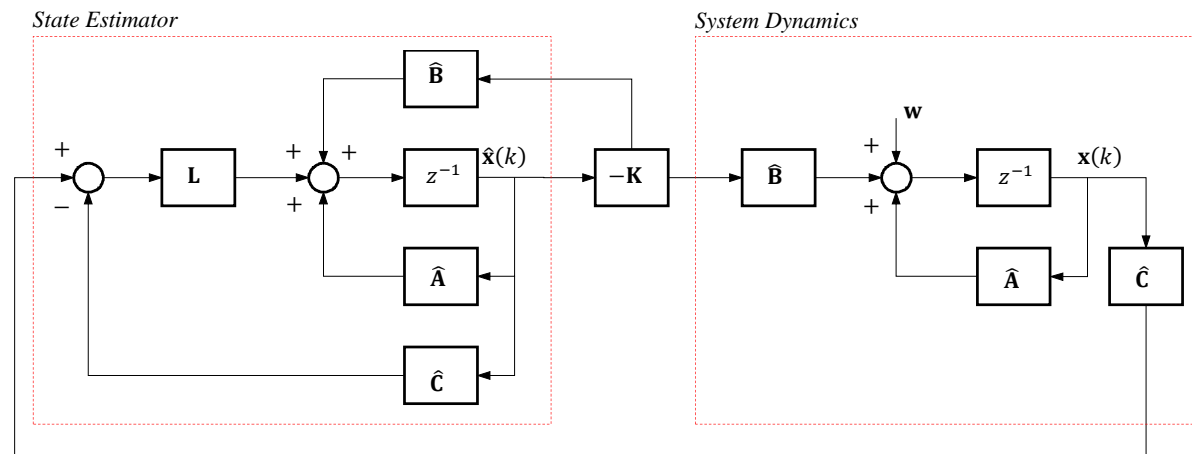 State Estimator
System Dynamics
B̂
w
+
+
+
+
x̂(k)
x(k)
L
z⁻¹
−K
B̂
z⁻¹
−
+
+
Â
Â
Ĉ
Ĉ